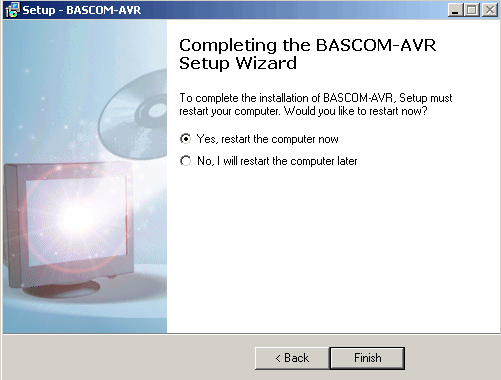 Setup - BASCOM-AVR
Completing the BASCOM-AVR
Setup Wizard
To complete the installation of BASCOM-AVR, Setup must
restart your computer. Would you like to restart now?
Yes, restart the computer now
No, I will restart the computer later
< Back
Finish